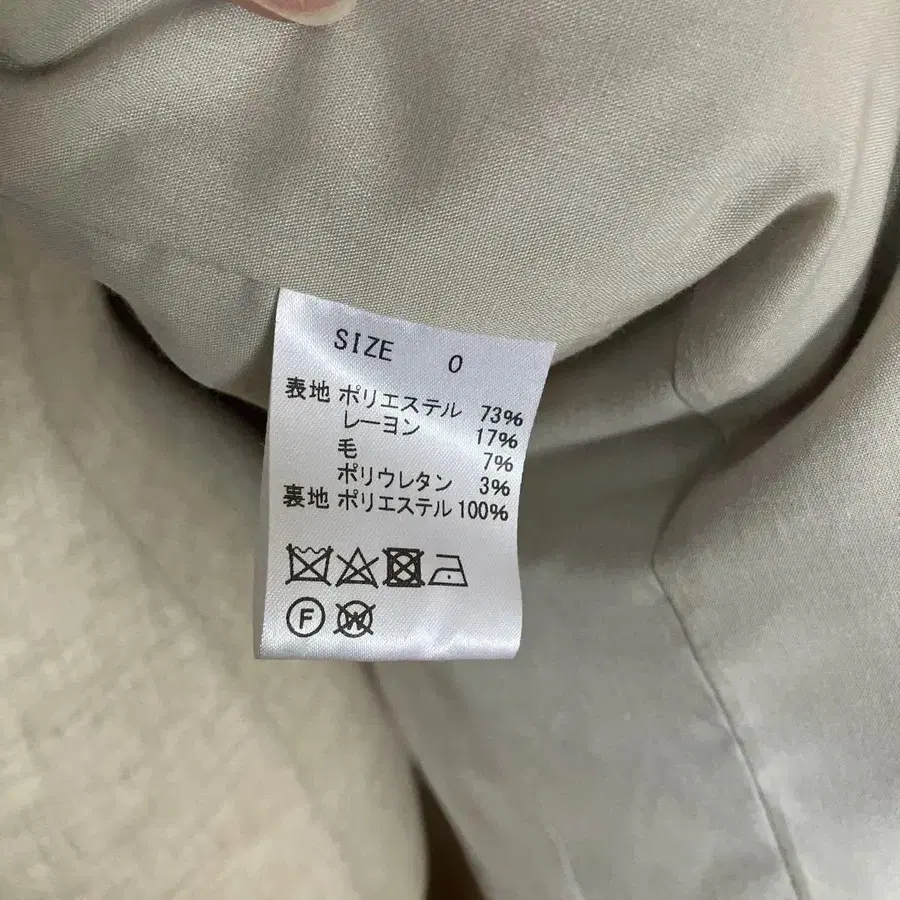 SIZE 0
表地 ポリエステル 73%
レーヨン 17%
毛 7%
ポリウレタン 3%
裏地 ポリエステル 100%
F W